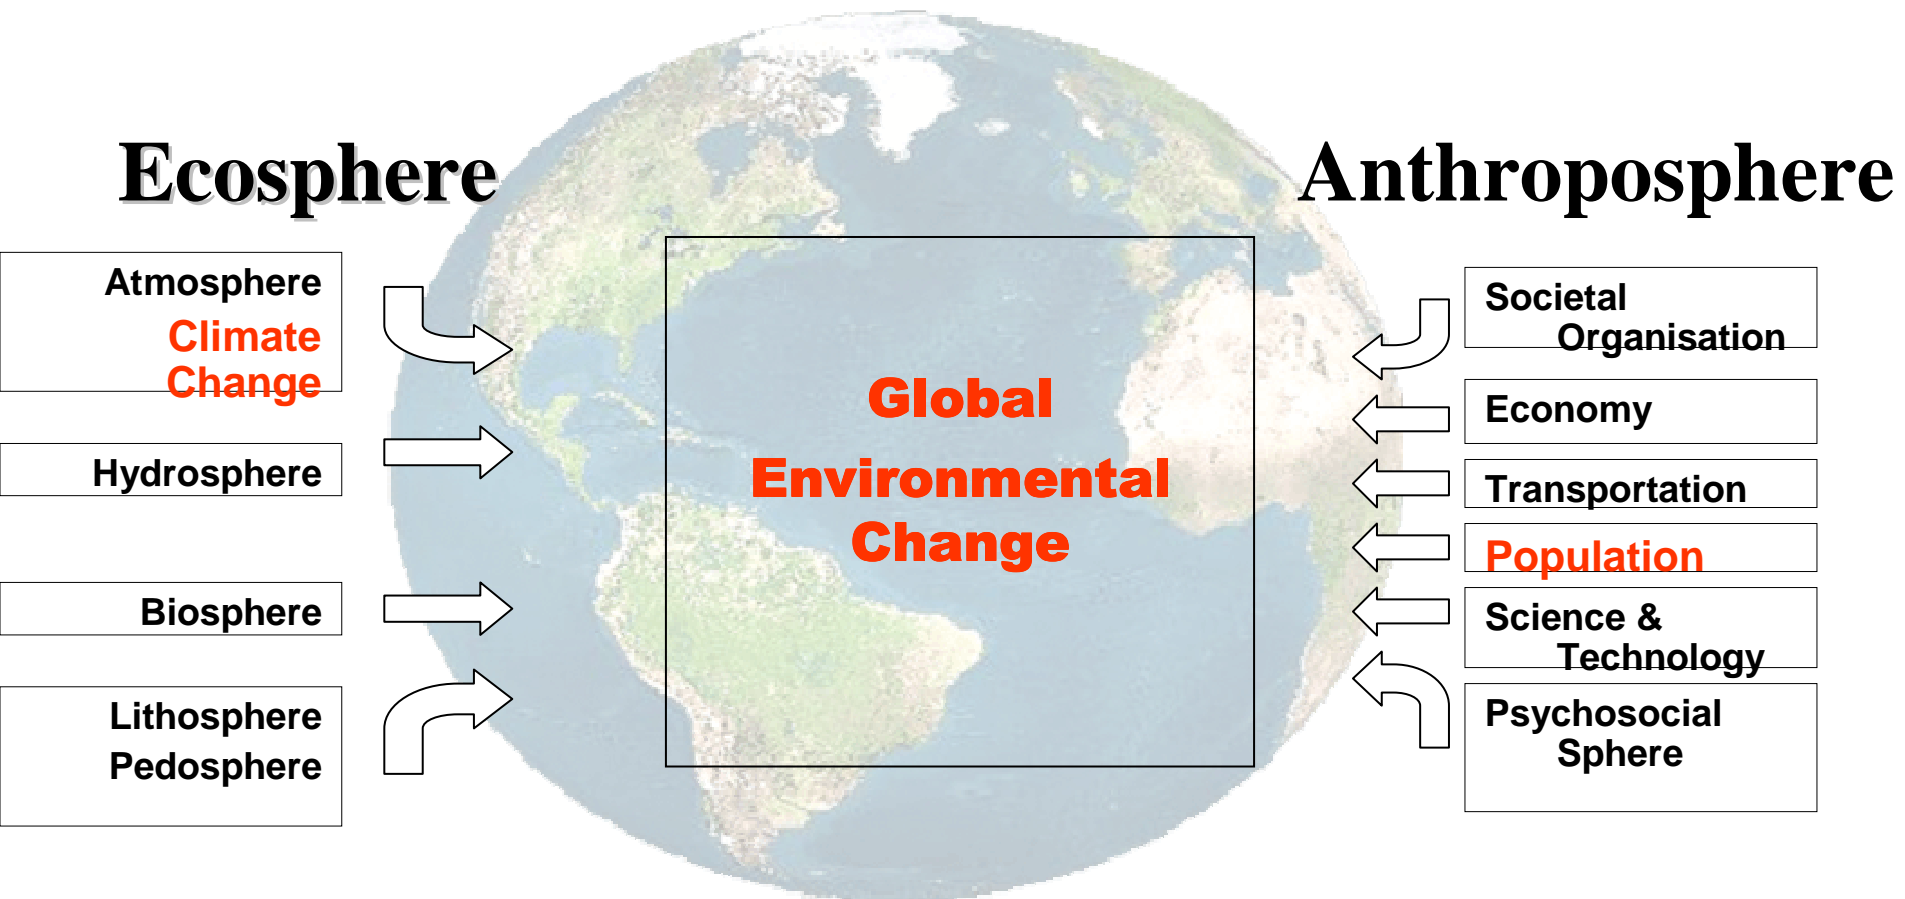 Ecosphere
Anthroposphere
Atmosphere
Climate
Change
Hydrosphere
Biosphere
Lithosphere
Pedosphere
Global
Environmental
Change
Societal
Organisation
Economy
Transportation
Population
Science &
Technology
Psychosocial
Sphere